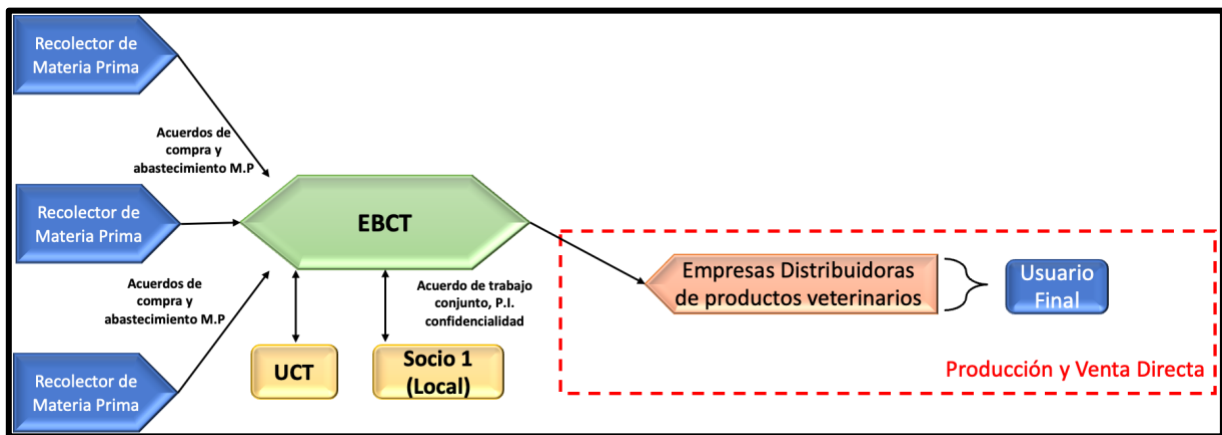 Recolector de
Materia Prima
Acuerdos de
compra y
abastecimiento M.P
Recolector de
Materia Prima
EBCT
Acuerdos de
compra y
abastecimiento M.P
Recolector de
Materia Prima
Acuerdo de trabajo
conjunto, P.I.
confidencialidad
UCT
Socio 1
(Local)
Empresas Distribuidoras
de productos veterinarios
Usuario
Final
Producción y Venta Directa